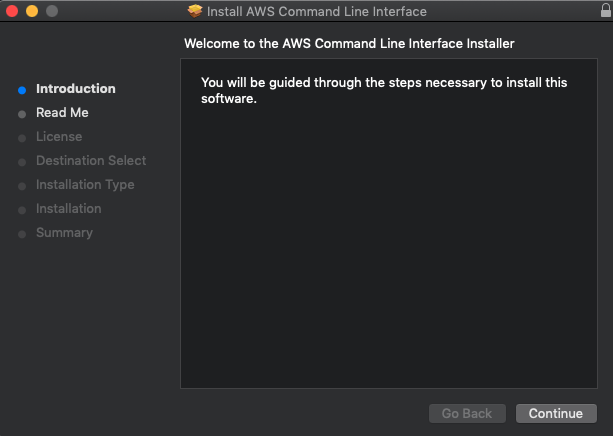 Install AWS Command Line Interface
Welcome to the AWS Command Line Interface Installer
Introduction
Read Me
License
Destination Select
Installation Type
Installation
Summary
You will be guided through the steps necessary to install this
software.
Go Back
Continue